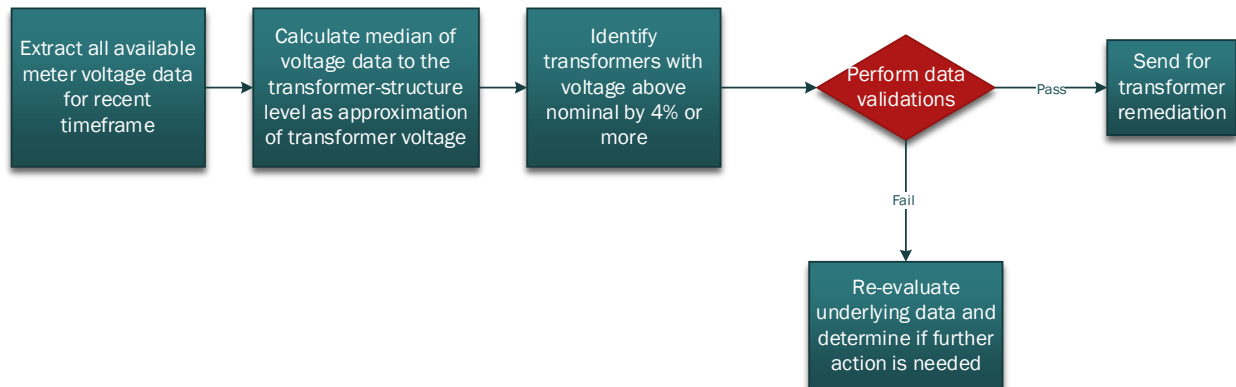 Extract all available
meter voltage data
for recent
timeframe
Calculate median of
voltage data to the
transformer-structure
level as approximation
of transformer voltage
Identify
transformers with
voltage above
nominal by 4% or
more
Perform data
validations
Pass
Send for
transformer
remediation
Fail
Re-evaluate
underlying data and
determine if further
action is needed